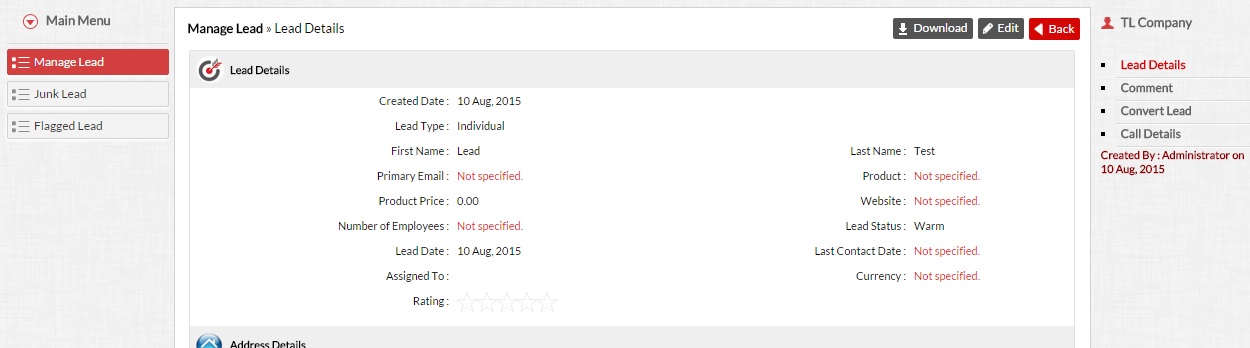 Main Menu
Manage Lead
Junk Lead
Flagged Lead
Manage Lead » Lead Details
Download
Edit
Back
Lead Details
Created Date : 10 Aug, 2015
Lead Type : Individual
First Name : Lead
Last Name : Test
Primary Email : Not specified.
Product : Not specified.
Product Price : 0.00
Website : Not specified.
Number of Employees : Not specified.
Lead Status : Warm
Lead Date : 10 Aug, 2015
Last Contact Date : Not specified.
Assigned To :
Currency : Not specified.
Rating :
Address Details
TL Company
Lead Details
Comment
Convert Lead
Call Details
Created By : Administrator on
10 Aug, 2015